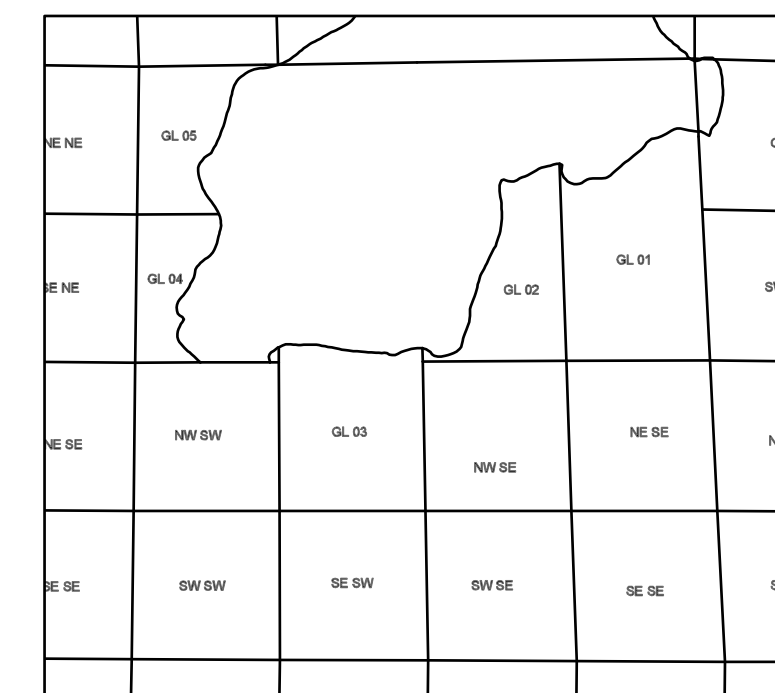 NE NE
GL 05
SE NE
GL 04
GL 02
GL 01
NE SE
NW SW
GL 03
NW SE
NE SE
SE SE
SW SW
SE SW
SW SE
SE SE